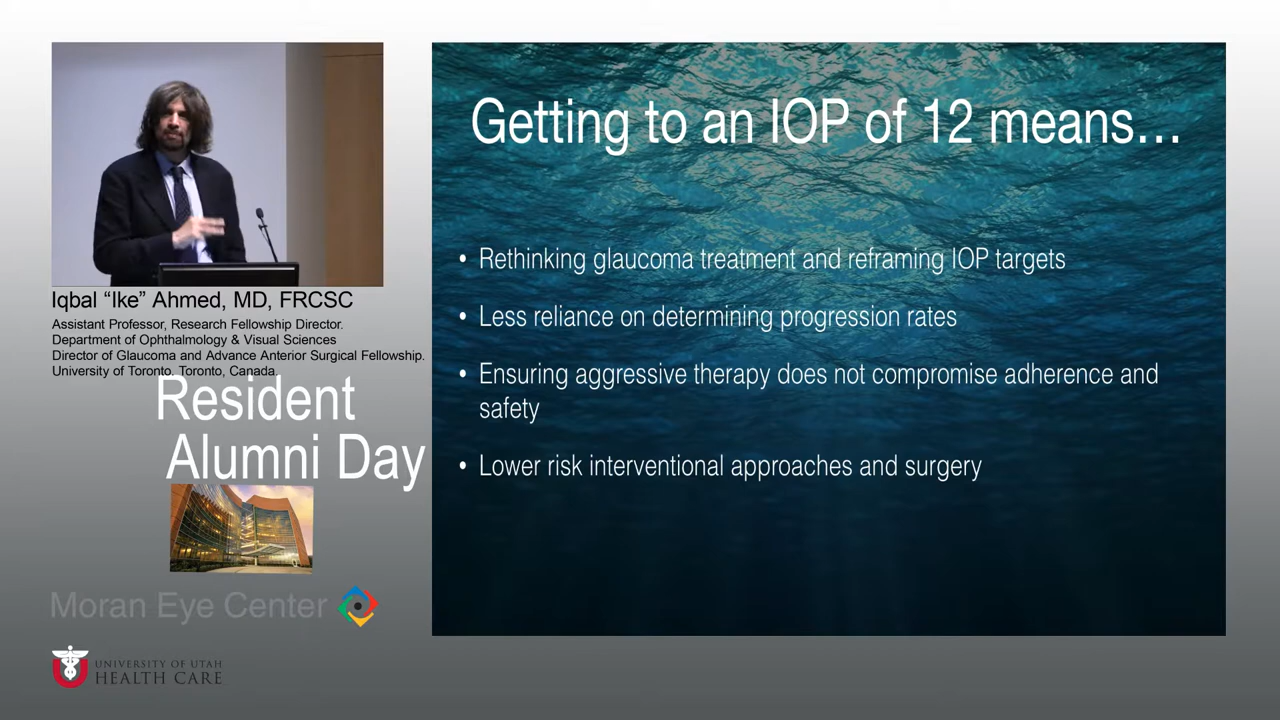 Getting to an IOP of 12 means…
• Rethinking glaucoma treatment and reframing IOP targets
• Less reliance on determining progression rates
• Ensuring aggressive therapy does not compromise adherence and
safety
• Lower risk interventional approaches and surgery
Iqbal “Ike” Ahmed, MD, FRCSC
Assistant Professor, Research Fellowship Director.
Department of Ophthalmology & Visual Sciences
Director of Glaucoma and Advance Anterior Surgical Fellowship.
University of Toronto. Toronto, Canada
Resident
Alumni Day
Moran Eye Center
UNIVERSITY OF UTAH
HEALTH CARE